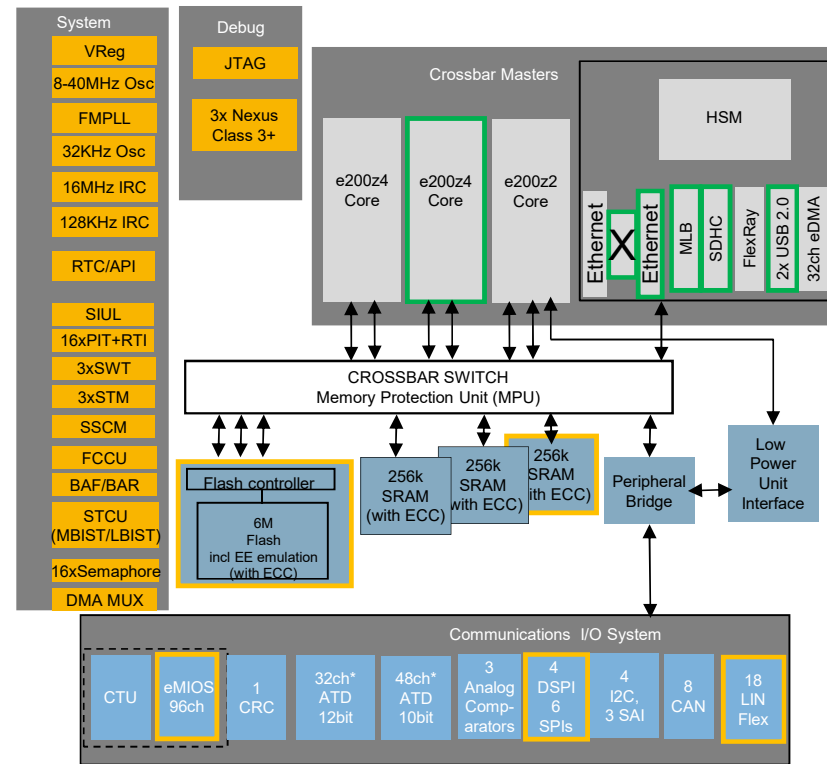 System
VReg
8-40MHz Osc
FMPLL
32KHz Osc
16MHz IRC
128KHz IRC
RTC/API
SIUL
16xPIT+RTI
3xSWT
3xSTM
SSCM
FCCU
BAF/BAR
STCU
(MBIST/LBIST)
16xSemaphore
DMA MUX
Debug
JTAG
3x Nexus
Class 3+
Crossbar Masters
e200z4
Core
e200z4
Core
e200z2
Core
HSM
Ethernet
X
Ethernet
MLB
SDHC
FlexRay
2x USB 2.0
32ch eDMA
CROSSBAR SWITCH
Memory Protection Unit (MPU)
Flash controller
6M
Flash
incl EE emulation
(with ECC)
256k
SRAM
(with ECC)
256k
SRAM
(with ECC)
256k
SRAM
(with ECC)
Peripheral
Bridge
Low
Power
Unit
Interface
Communications I/O System
CTU
eMIOS
96ch
1
CRC
32ch*
ATD
12bit
48ch*
ATD
10bit
3
Analog
Comp-
arators
4
DSPI
6
SPIs
4
I2C,
3 SAI
8
CAN
18
LIN
Flex